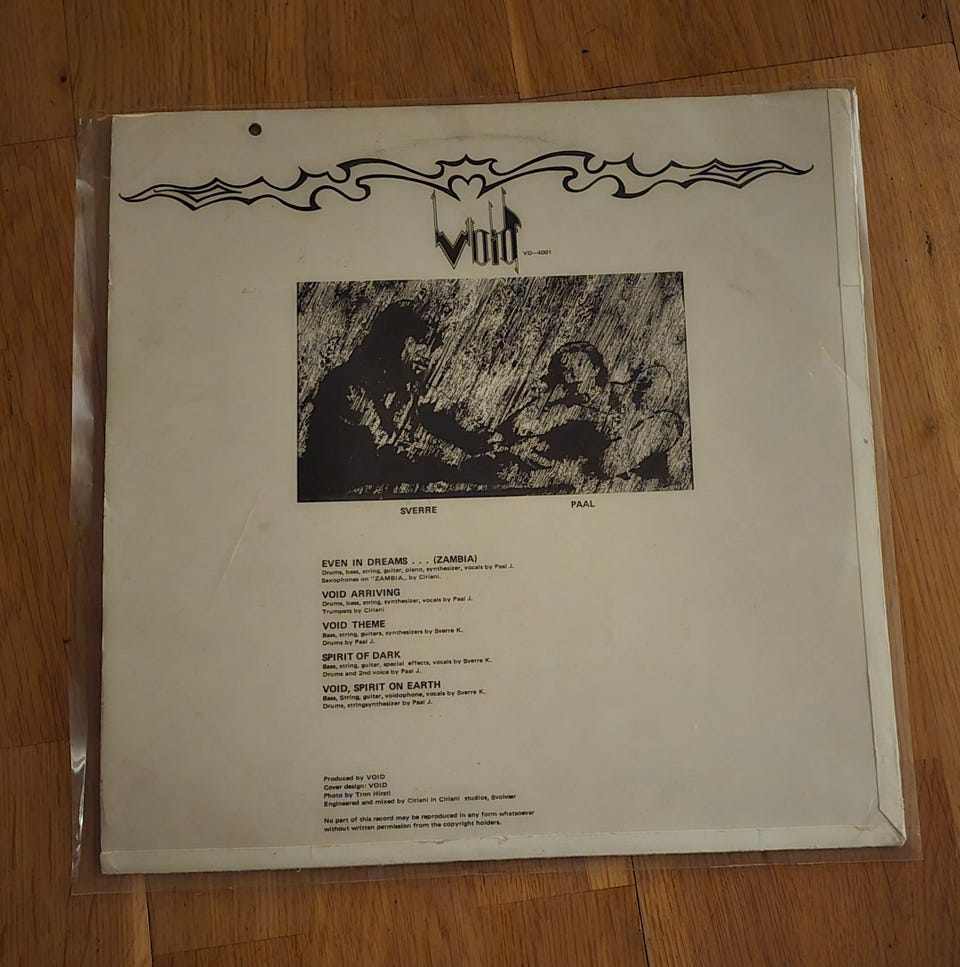 Void VO-4001
SVERRE PAAL
EVEN IN DREAMS . . . (ZAMBIA)
Drums, bass, string, guitar, piano, synthesizer, vocals by Paal J.
Saxophones on "ZAMBIA„ by Ciriani.
VOID ARRIVING
Drums, bass, string, synthesizer, vocals by Paal J.
Trumpets by Ciriani
VOID THEME
Bass, string, guitars, synthesizers by Sverre K.
Drums by Paal J.
SPIRIT OF DARK
Bass, string, guitar, special effects, vocals by Sverre K.
Drums and 2nd voice by Paal J.
VOID, SPIRIT ON EARTH
Bass, String, guitar, voidophone, vocals by Sverre K.
Drums, stringsynthesizer by Paal J.
Produced by VOID
Cover design: VOID
Photo by Tron Hirsti
Engineered and mixed by Ciriani in Ciriani studios, Svolvær
No part of this record may be reproduced in any form whatsoever
without written permission from the copyright holders.